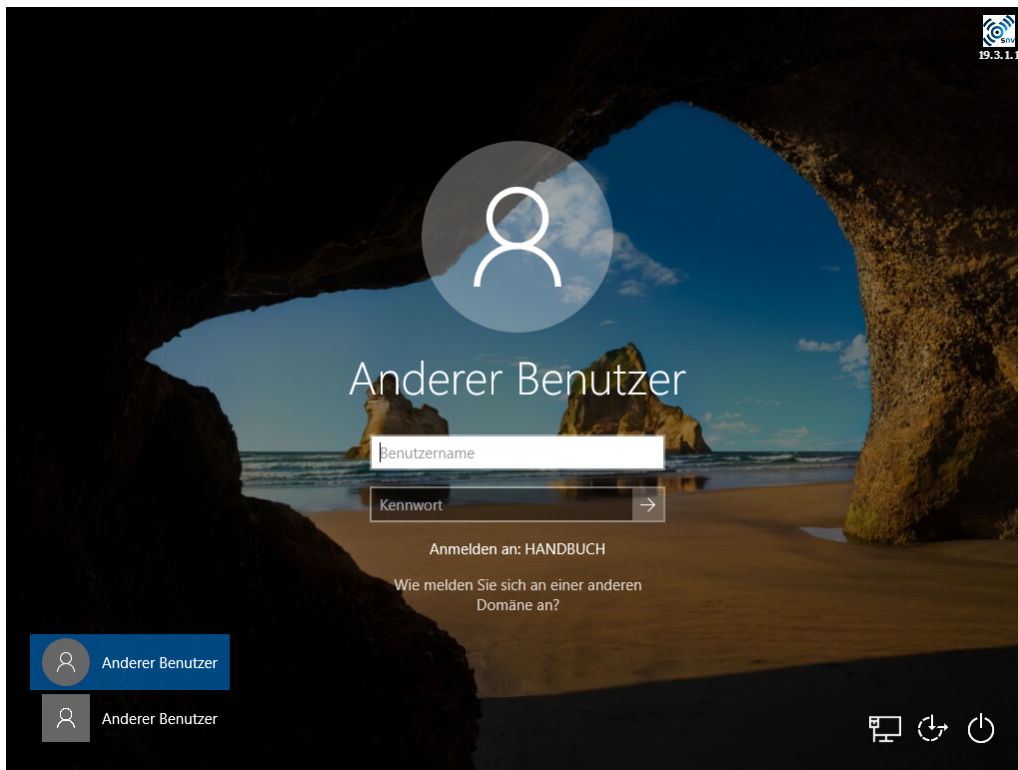 snv
19.3.1.1
Anderer Benutzer
Benutzername
Kennwort
Anmelden an: HANDBUCH
Wie melden Sie sich an einer anderen
Domäne an?
Anderer Benutzer
Anderer Benutzer